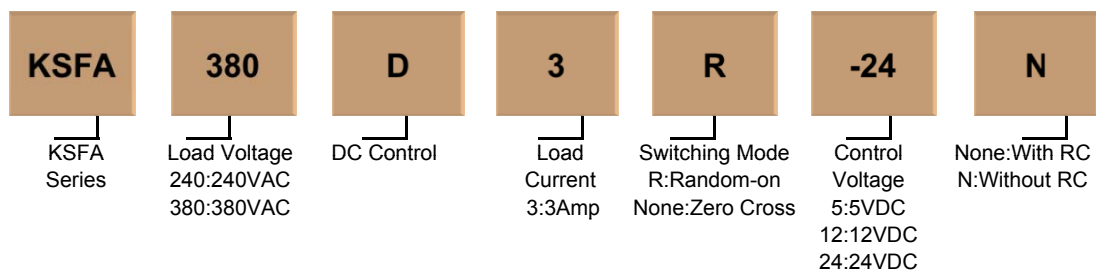 KSFA 380 D 3 R -24 N
KSFA
Series
Load Voltage
240:240VAC
380:380VAC
DC Control
Load
Current
3:3Amp
Switching Mode
R:Random-on
None:Zero Cross
Control
Voltage
5:5VDC
12:12VDC
24:24VDC
None:With RC
N:Without RC